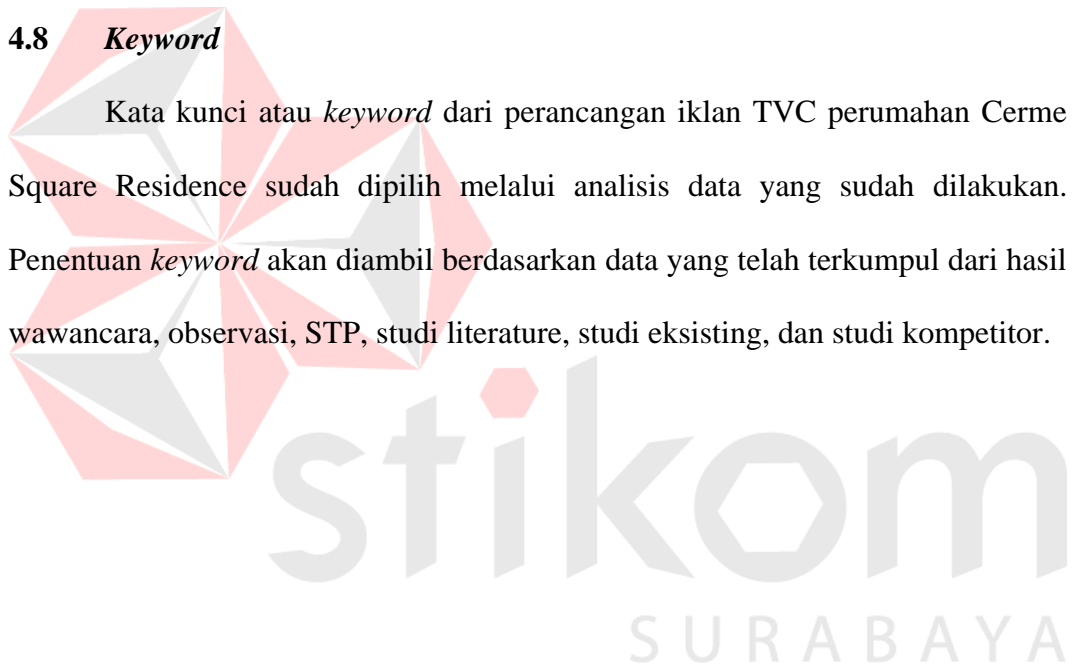 4.8 Keyword
Kata kunci atau keyword dari perancangan iklan TVC perumahan Cerme
Square Residence sudah dipilih melalui analisis data yang sudah dilakukan.
Penentuan keyword akan diambil berdasarkan data yang telah terkumpul dari hasil
wawancara, observasi, STP, studi literature, studi eksisting, dan studi kompetitor.
stikom
SURABAYA